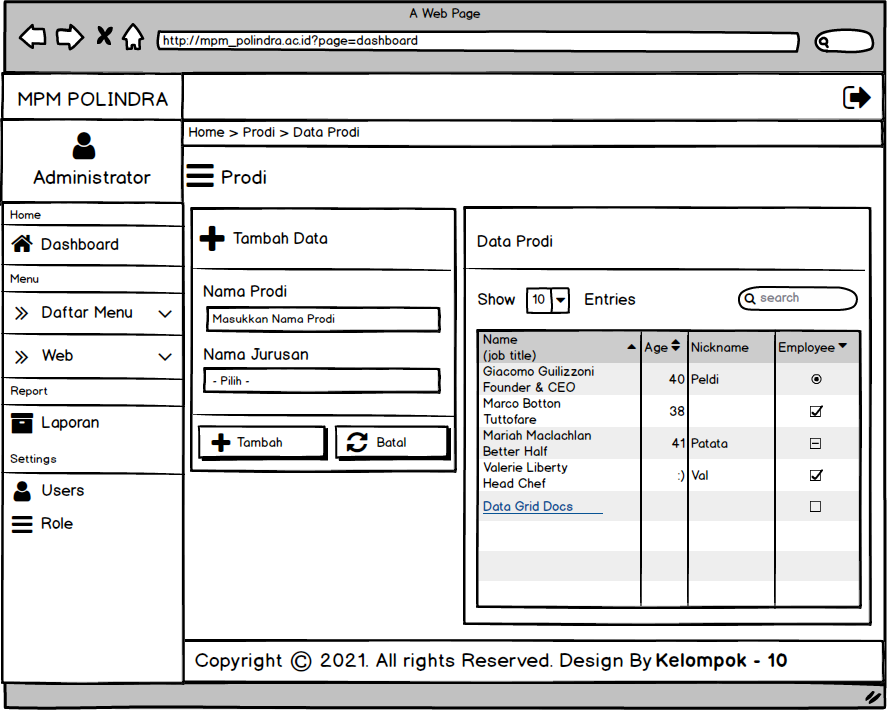 A Web Page
http://mpm_polindra.ac.id?page=dashboard
MPM POLINDRA
Administrator
Home
Dashboard
Menu
Daftar Menu
Web
Report
Laporan
Settings
Users
Role
Home > Prodi > Data Prodi
Prodi
Tambah Data
Nama Prodi
Masukkan Nama Prodi
Nama Jurusan
- Pilih -
Tambah Batal
Data Prodi
Show 10 Entries search
Name
(job title) Age Nickname Employee
Giacomo Guilizzoni
Founder & CEO 40 Peldi
Marco Botton
Tuttofare 38
Mariah Maclachlan
Better Half 41 Patata
Valerie Liberty
Head Chef :) Val
Data Grid Docs
Copyright © 2021. All rights Reserved. Design By Kelompok - 10